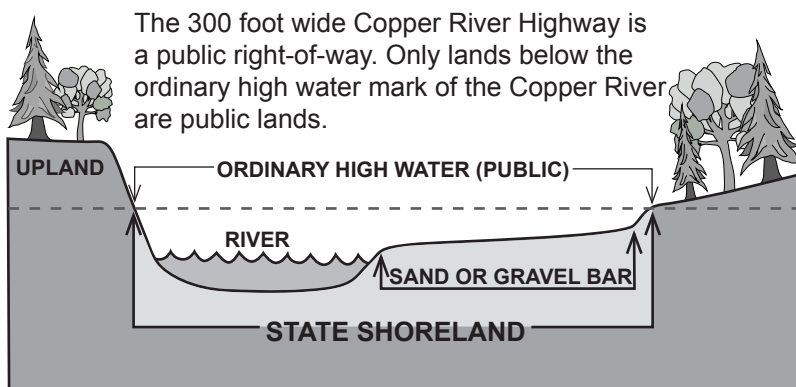 The 300 foot wide Copper River Highway is
a public right-of-way. Only lands below the
ordinary high water mark of the Copper River
are public lands.
UPLAND
ORDINARY HIGH WATER (PUBLIC)
RIVER
SAND OR GRAVEL BAR
STATE SHORELAND